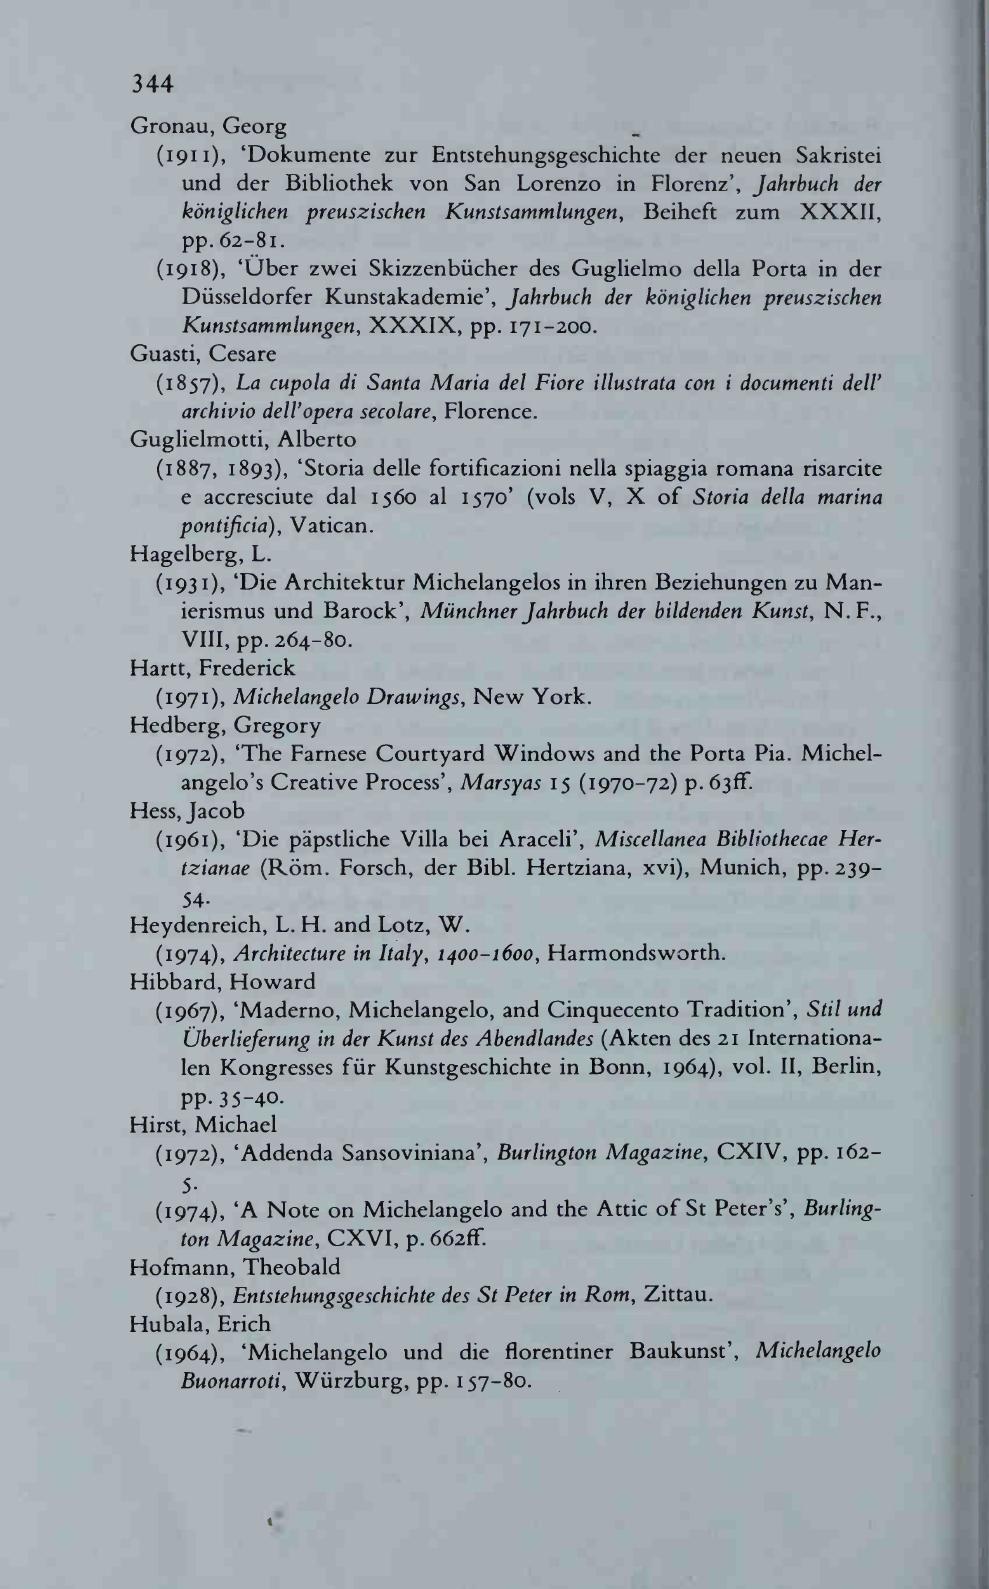 344
Gronau, Georg
(1911), ‘Dokumente zur Entstehungsgeschichte der neuen Sakristei
und der Bibliothek von San Lorenzo in Florenz’, Jahrbuch der
königlichen preuszischen Kunstsammlungen, Beiheft zum XXXII,
pp. 62–81.
(1918), ‘Über zwei Skizzenbücher des Guglielmo della Porta in der
Düsseldorfer Kunstakademie’, Jahrbuch der königlichen preuszischen
Kunstsammlungen, XXXIX, pp. 171–200.
Guasti, Cesare
(1857), La cupola di Santa Maria del Fiore illustrata con i documenti dell’
archivio dell’opera secolare, Florence.
Guglielmotti, Alberto
(1887, 1893), ‘Storia delle fortificazioni nella spiaggia romana risarcite
e accresciute dal 1560 al 1570’ (vols V, X of Storia della marina
pontificia), Vatican.
Hagelberg, L.
(1931), ‘Die Architektur Michelangelos in ihren Beziehungen zu Man-
ierismus und Barock’, Münchner Jahrbuch der bildenden Kunst, N. F.,
VIII, pp. 264–80.
Hartt, Frederick
(1971), Michelangelo Drawings, New York.
Hedberg, Gregory
(1972), ‘The Farnese Courtyard Windows and the Porta Pia. Michel-
angelo’s Creative Process’, Marsyas 15 (1970–72) p. 63ff.
Hess, Jacob
(1961), ‘Die päpstliche Villa bei Araceli’, Miscellanea Bibliothecae Her-
tzianae (Röm. Forsch, der Bibl. Hertziana, xvi), Munich, pp. 239–
54.
Heydenreich, L. H. and Lotz, W.
(1974), Architecture in Italy, 1400–1600, Harmondsworth.
Hibbard, Howard
(1967), ‘Maderno, Michelangelo, and Cinquecento Tradition’, Stil und
Überlieferung in der Kunst des Abendlandes (Akten des 21 Internationa-
len Kongresses für Kunstgeschichte in Bonn, 1964), vol. II, Berlin,
pp. 35–40.
Hirst, Michael
(1972), ‘Addenda Sansoviniana’, Burlington Magazine, CXIV, pp. 162–
5.
(1974), ‘A Note on Michelangelo and the Attic of St Peter’s’, Burling-
ton Magazine, CXVI, p. 662ff.
Hofmann, Theobald
(1928), Entstehungsgeschichte des St Peter in Rom, Zittau.
Hubala, Erich
(1964), ‘Michelangelo und die florentiner Baukunst’, Michelangelo
Buonarroti, Würzburg, pp. 157–80.